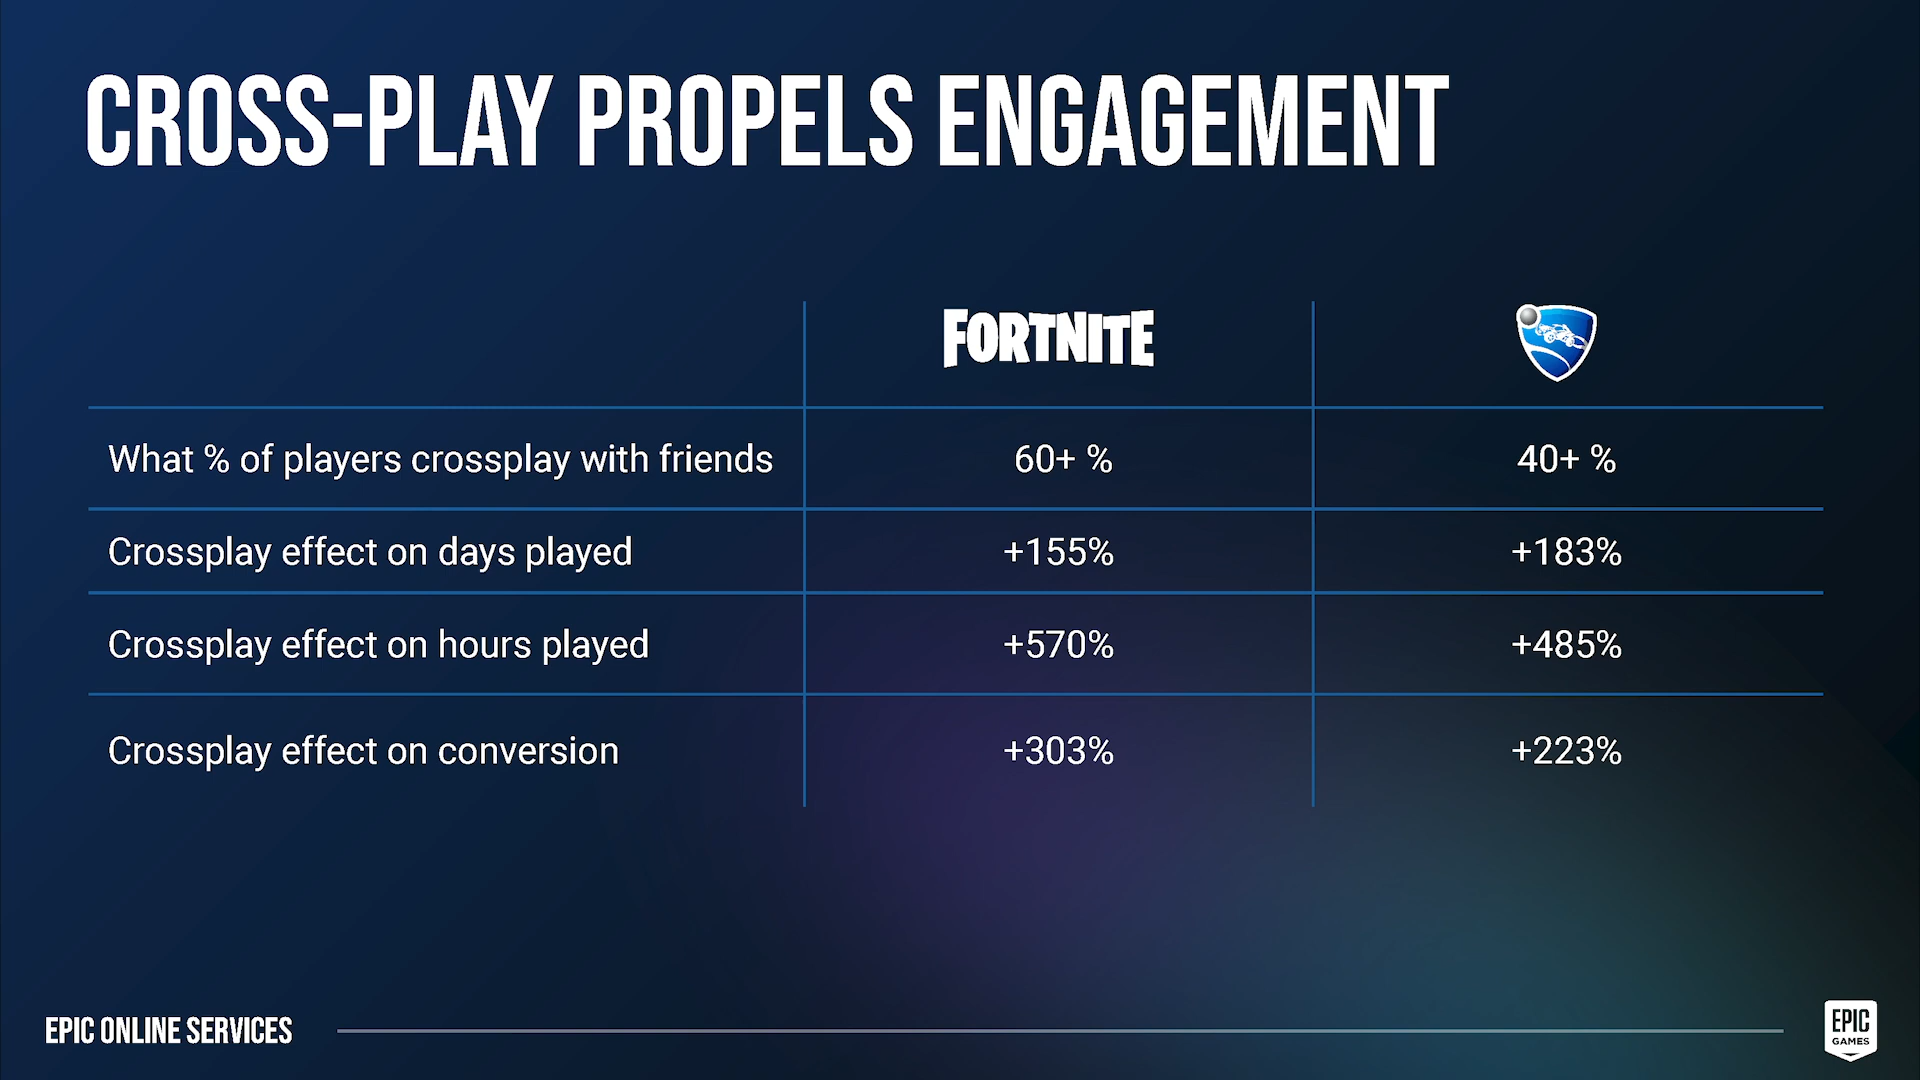 CROSS-PLAY PROPELS ENGAGEMENT
FORTNITE
What % of players crossplay with friends 60+ % 40+ %
Crossplay effect on days played +155% +183%
Crossplay effect on hours played +570% +485%
Crossplay effect on conversion +303% +223%
EPIC ONLINE SERVICES
EPIC
GAMES